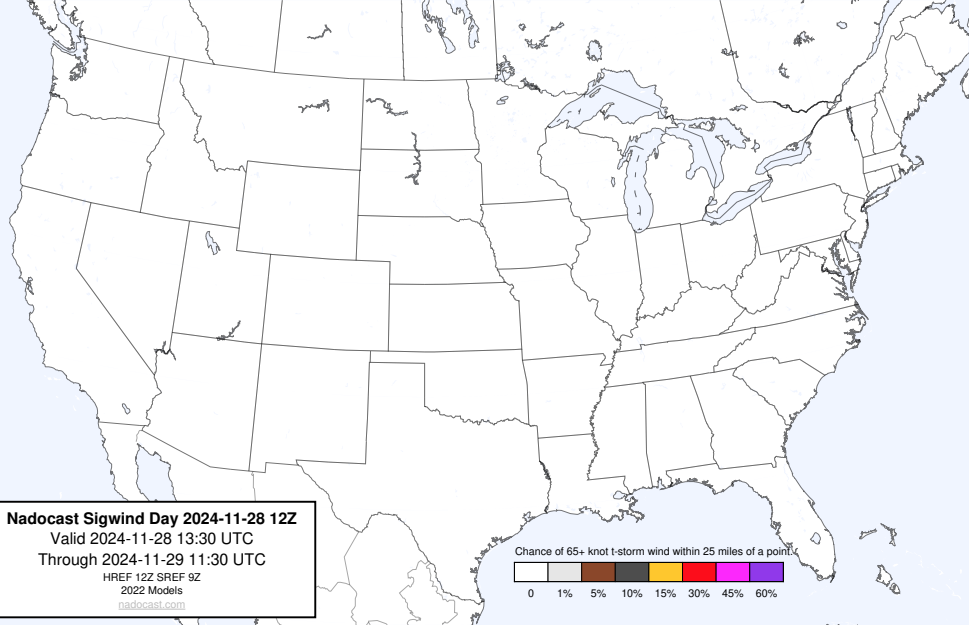 Nadocast Sigwind Day 2024-11-28 12Z
Valid 2024-11-28 13:30 UTC
Through 2024-11-29 11:30 UTC
HREF 12Z SREF 9Z
2022 Models
nadocast.com
Chance of 65+ knot t-storm wind within 25 miles of a point.
0 1% 5% 10% 15% 30% 45% 60%